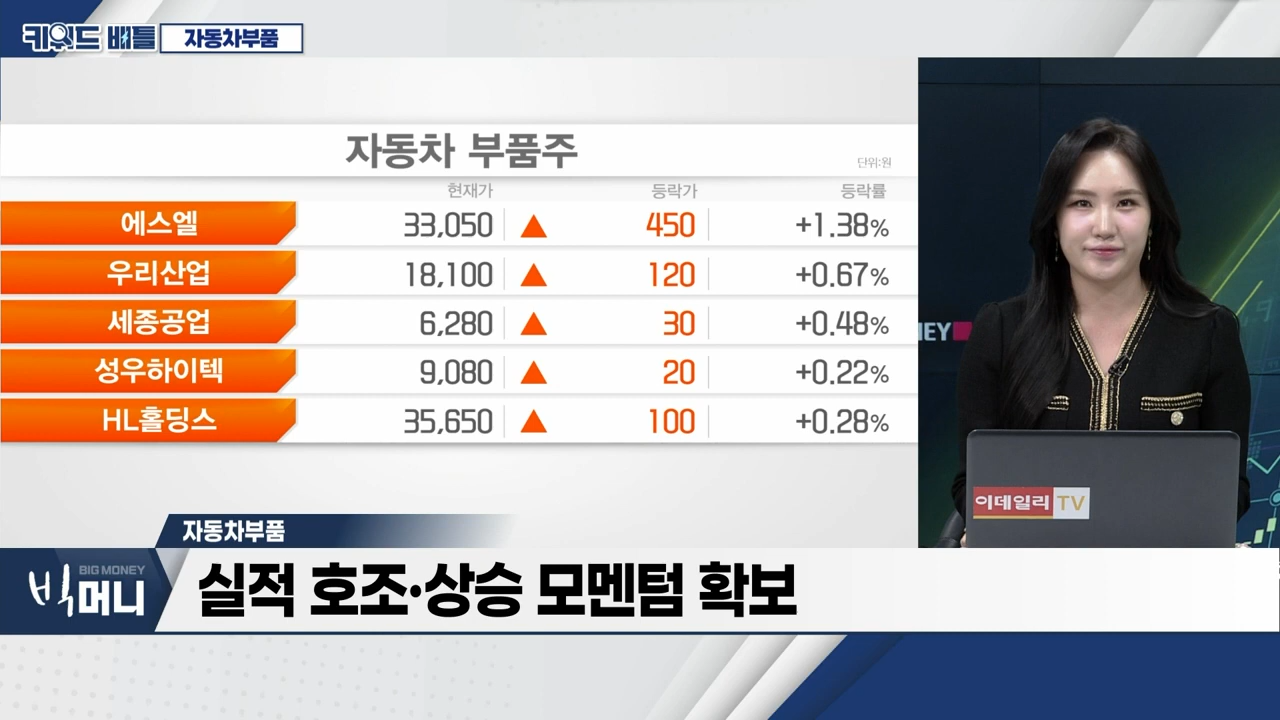 키워드 배틀 자동차부품
자동차 부품주
단위:원
현재가 등락가 등락률
에스엘 33,050 ▲ 450 +1.38%
우리산업 18,100 ▲ 120 +0.67%
세종공업 6,280 ▲ 30 +0.48%
성우하이텍 9,080 ▲ 20 +0.22%
HL홀딩스 35,650 ▲ 100 +0.28%
NEY
이데일리 TV
자동차부품
BIG MONEY
빅머니
실적 호조·상승 모멘텀 확보